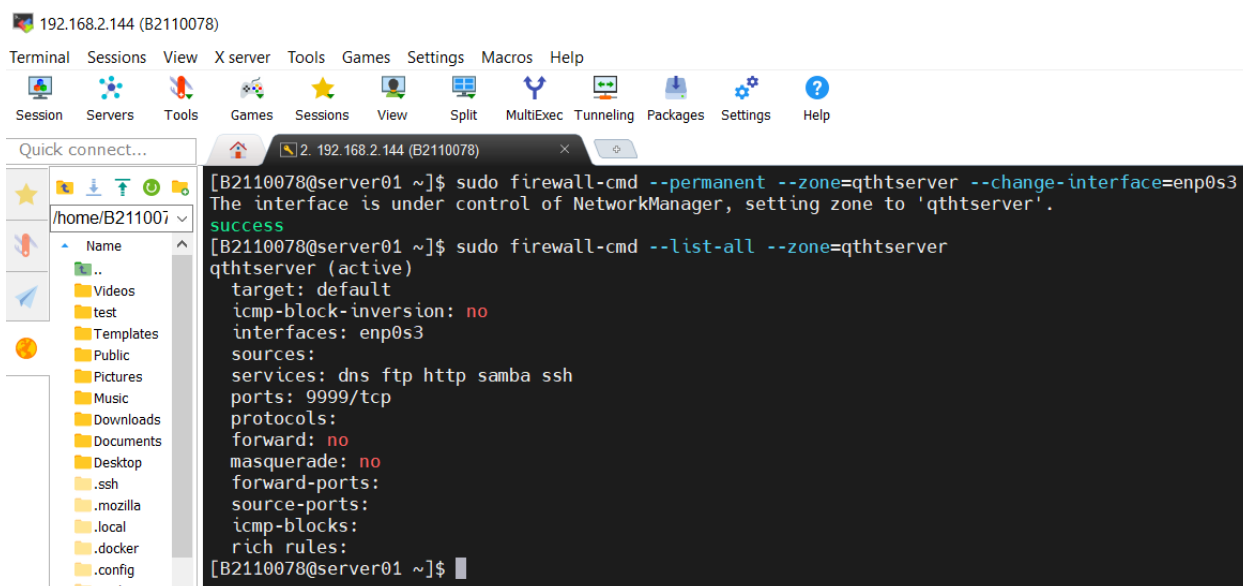 192.168.2.144 (B2110078)
Terminal Sessions View X server Tools Games Settings Macros Help
Session Servers Tools Games Sessions View Split MultiExec Tunneling Packages Settings Help
Quick connect...
2. 192.168.2.144 (B2110078)
/home/B211007
Name
..
Videos
test
Templates
Public
Pictures
Music
Downloads
Documents
Desktop
.ssh
.mozilla
.local
.docker
.config
[B2110078@server01 ~]$ sudo firewall-cmd --permanent --zone=qthtserver --change-interface=enp0s3
The interface is under control of NetworkManager, setting zone to 'qthtserver'.
success
[B2110078@server01 ~]$ sudo firewall-cmd --list-all --zone=qthtserver
qthtserver (active)
  target: default
  icmp-block-inversion: no
  interfaces: enp0s3
  sources:
  services: dns ftp http samba ssh
  ports: 9999/tcp
  protocols:
  forward: no
  masquerade: no
  forward-ports:
  source-ports:
  icmp-blocks:
  rich rules:
[B2110078@server01 ~]$